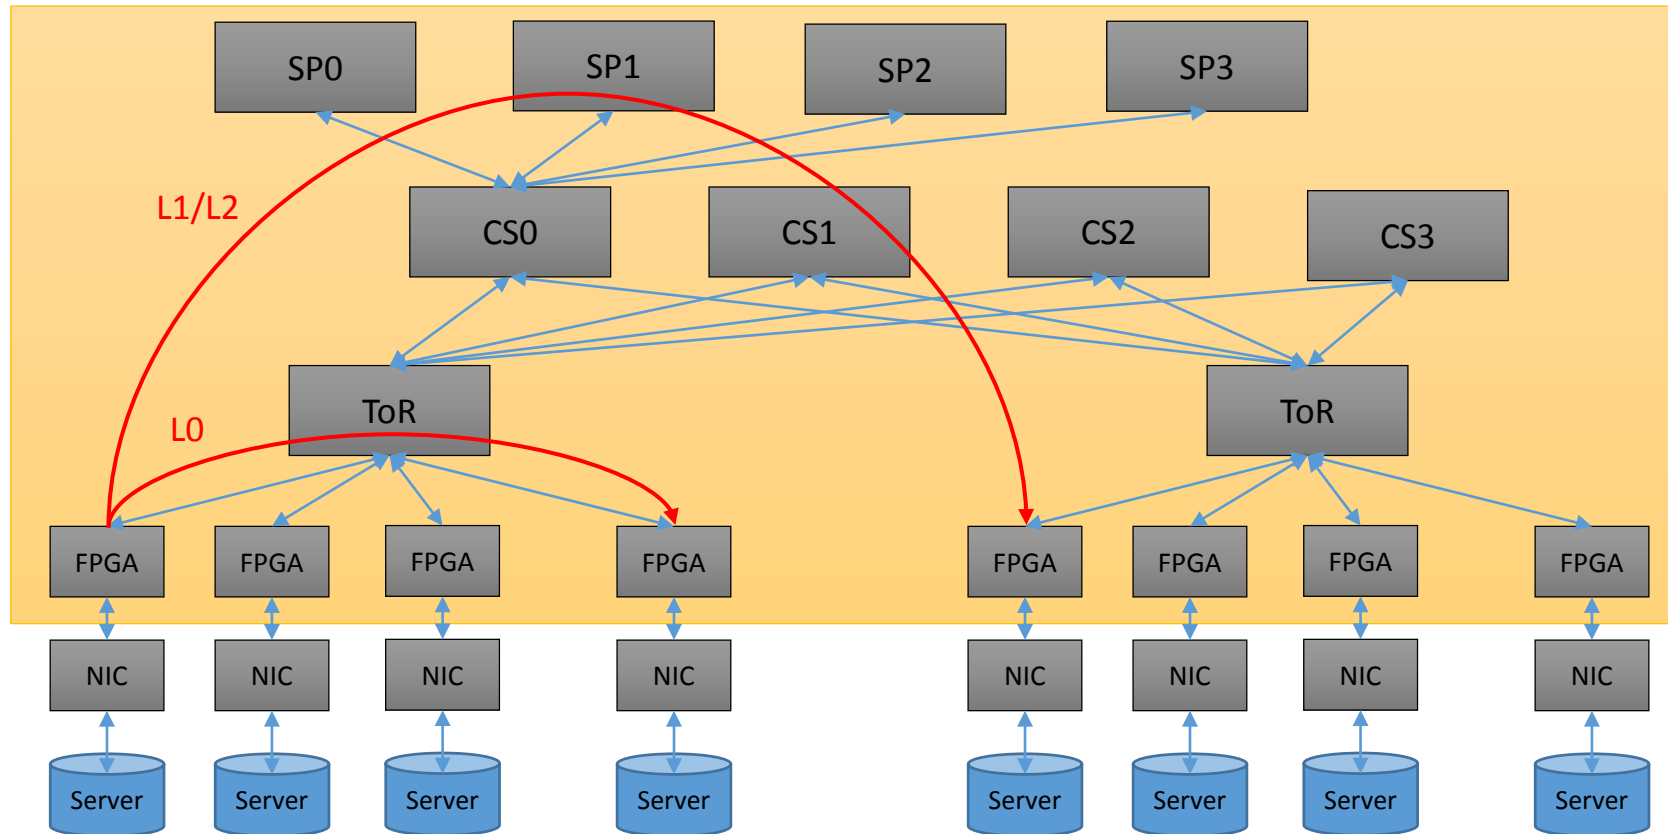 SP0 SP1 SP2 SP3
L1/L2
CS0 CS1 CS2 CS3
ToR ToR
L0
FPGA FPGA FPGA FPGA FPGA FPGA FPGA FPGA
NIC NIC NIC NIC NIC NIC NIC NIC
Server Server Server Server Server Server Server Server